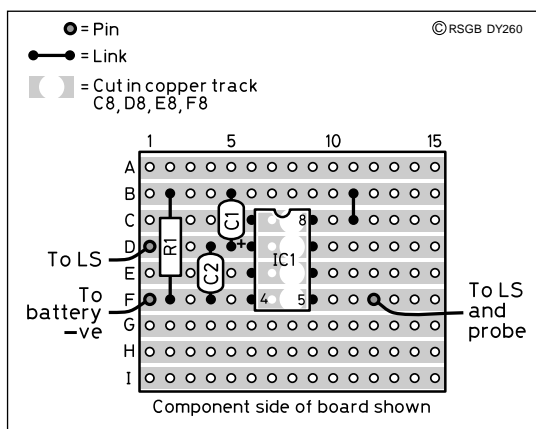 = Pin
© RSGB DY260
= Link
= Cut in copper track
C8, D8, E8, F8
1 5 10 15
A
B
C
D
E
F
G
H
I
R1
C1
+
C2
IC1
8
4 5
To LS
To
battery
-ve
To LS
and
probe
Component side of board shown